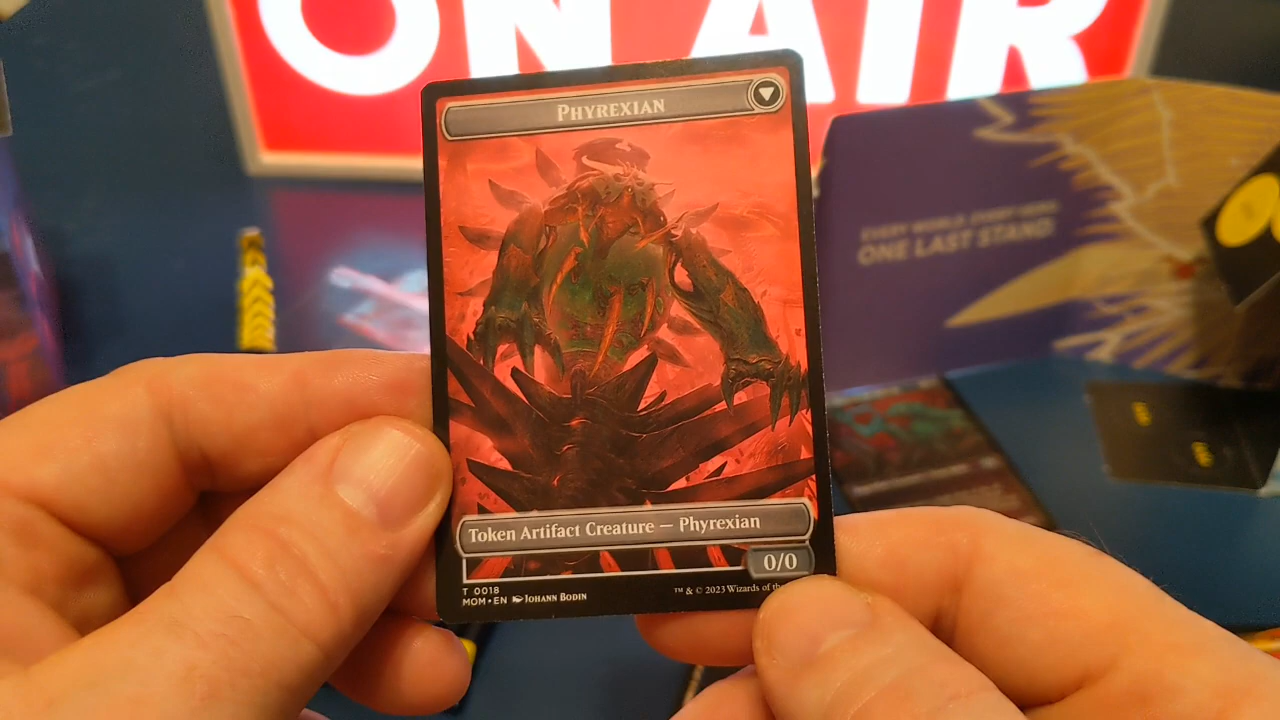 ON AIR
PHYREXIAN
EVERY WORLD. EVERY HERO.
ONE LAST STAND
Token Artifact Creature — Phyrexian
0/0
T 0018
MOM • EN JOHANN BODIN
™ & © 2023 Wizards of the